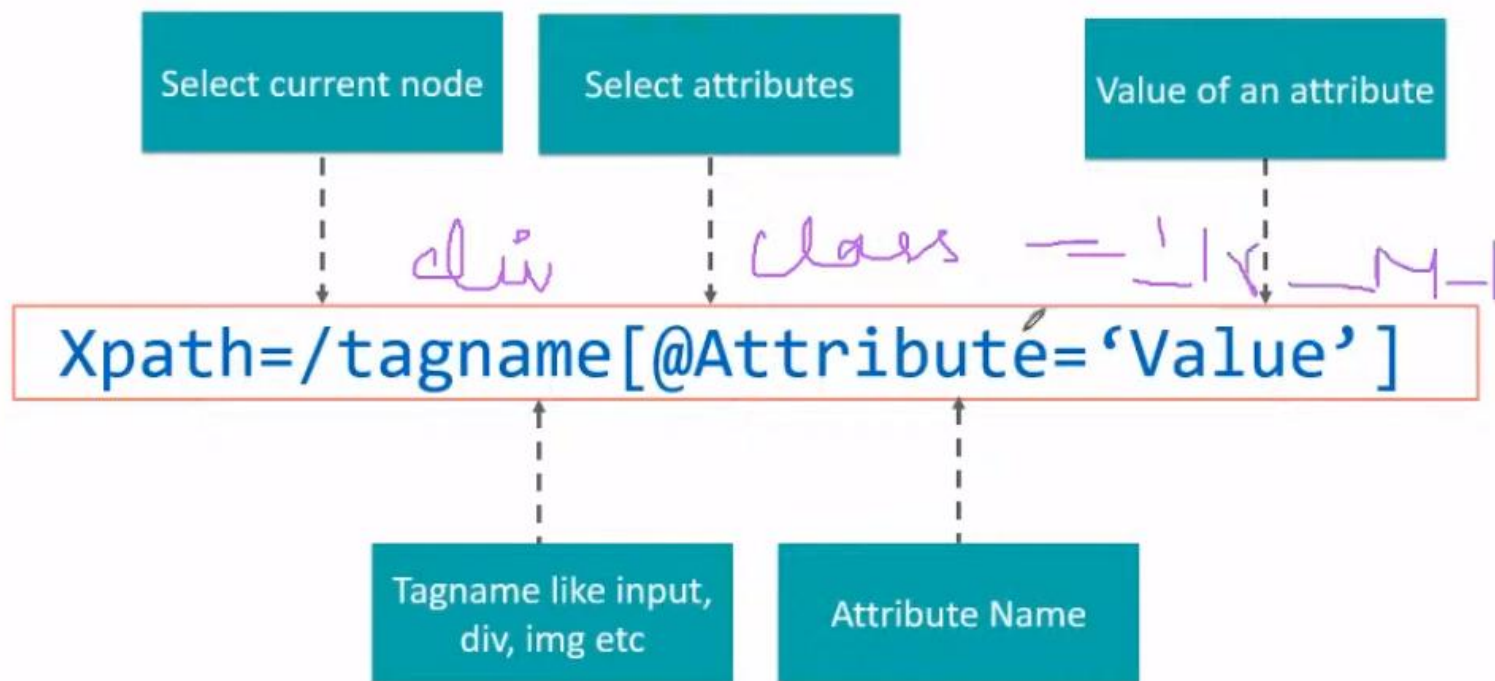 Select current node
Select attributes
Value of an attribute
div class =
Xpath=/tagname[@Attribute=‘Value’]
Tagname like input,
div, img etc
Attribute Name